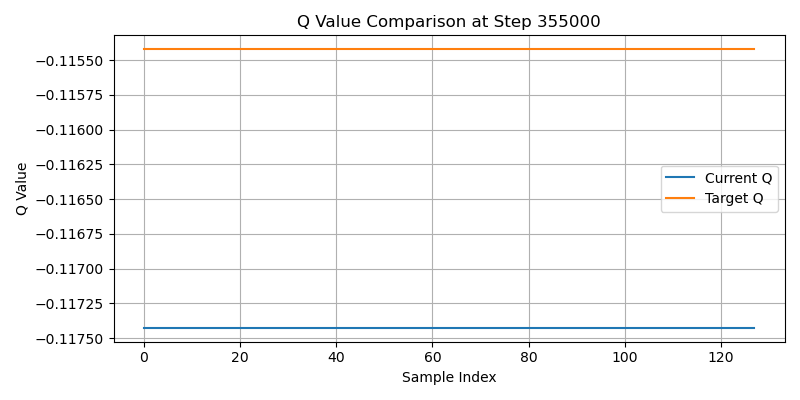 Q Value Comparison at Step 355000
Q Value
−0.11550
−0.11575
−0.11600
−0.11625
−0.11650
−0.11675
−0.11700
−0.11725
−0.11750
Current Q
Target Q
0 20 40 60 80 100 120
Sample Index